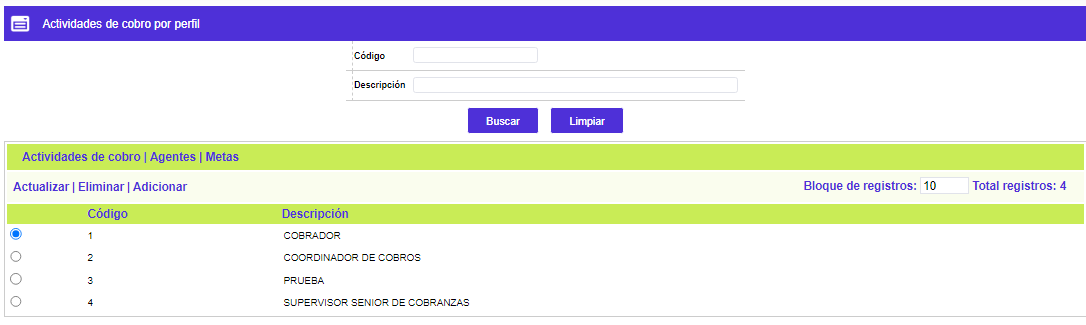 Actividades de cobro por perfil
Código
Descripción
Buscar Limpiar
Actividades de cobro | Agentes | Metas
Actualizar | Eliminar | Adicionar Bloque de registros: 10 Total registros: 4
Código Descripción
1 COBRADOR
2 COORDINADOR DE COBROS
3 PRUEBA
4 SUPERVISOR SENIOR DE COBRANZAS